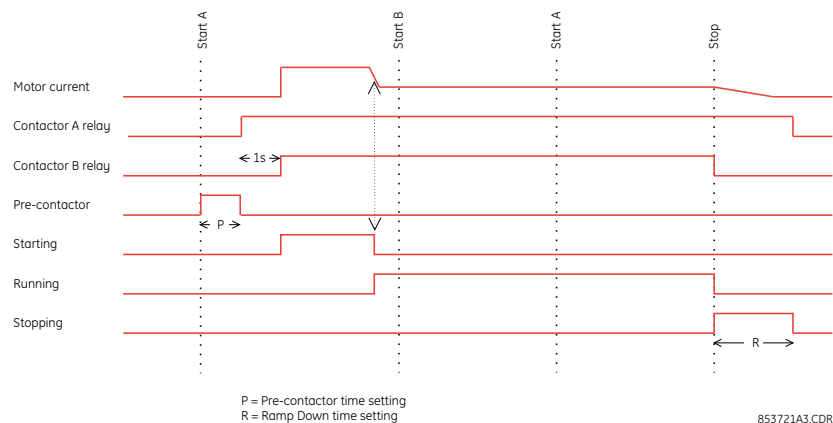 Start A
Start B
Start A
Stop
Motor current
Contactor A relay
Contactor B relay
1s
Pre-contactor
P
Starting
Running
Stopping
R
P = Pre-contactor time setting
R = Ramp Down time setting
853721A3.CDR